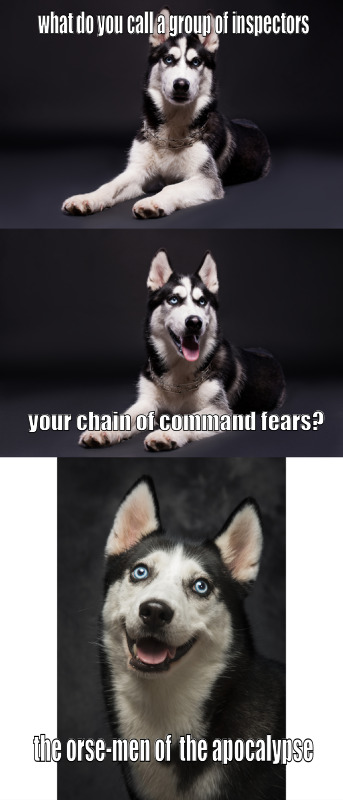 what do you call a group of inspectors
your chain of command fears?
the orse-men of the apocalypse